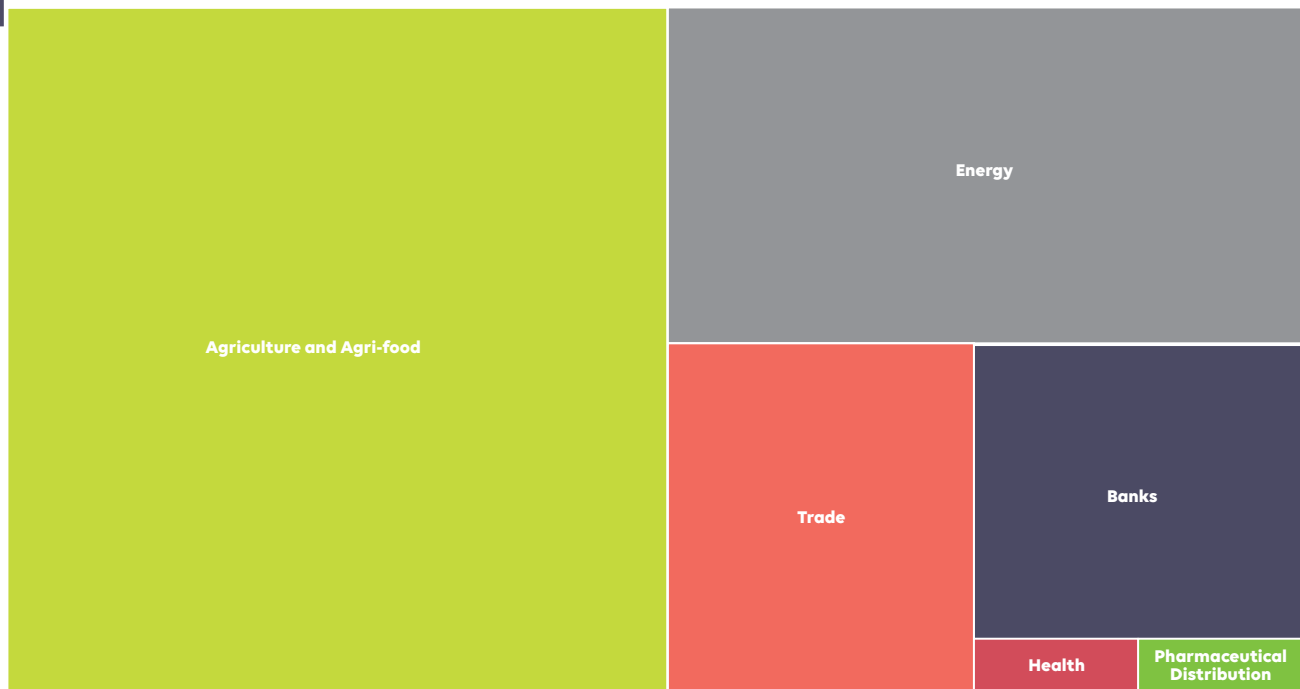 Agriculture and Agri-food
Energy
Trade
Banks
Health
Pharmaceutical
Distribution